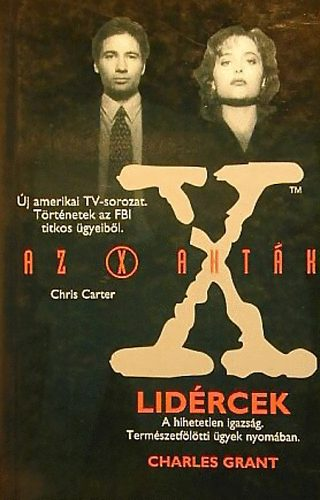 Új amerikai TV-sorozat.
Történetek az FBI
titkos ügyeiből.
X
TM
AZ X AKTÁK
Chris Carter
LIDÉRCEK
A hihetetlen igazság.
Természetfölötti ügyek nyomában.
CHARLES GRANT